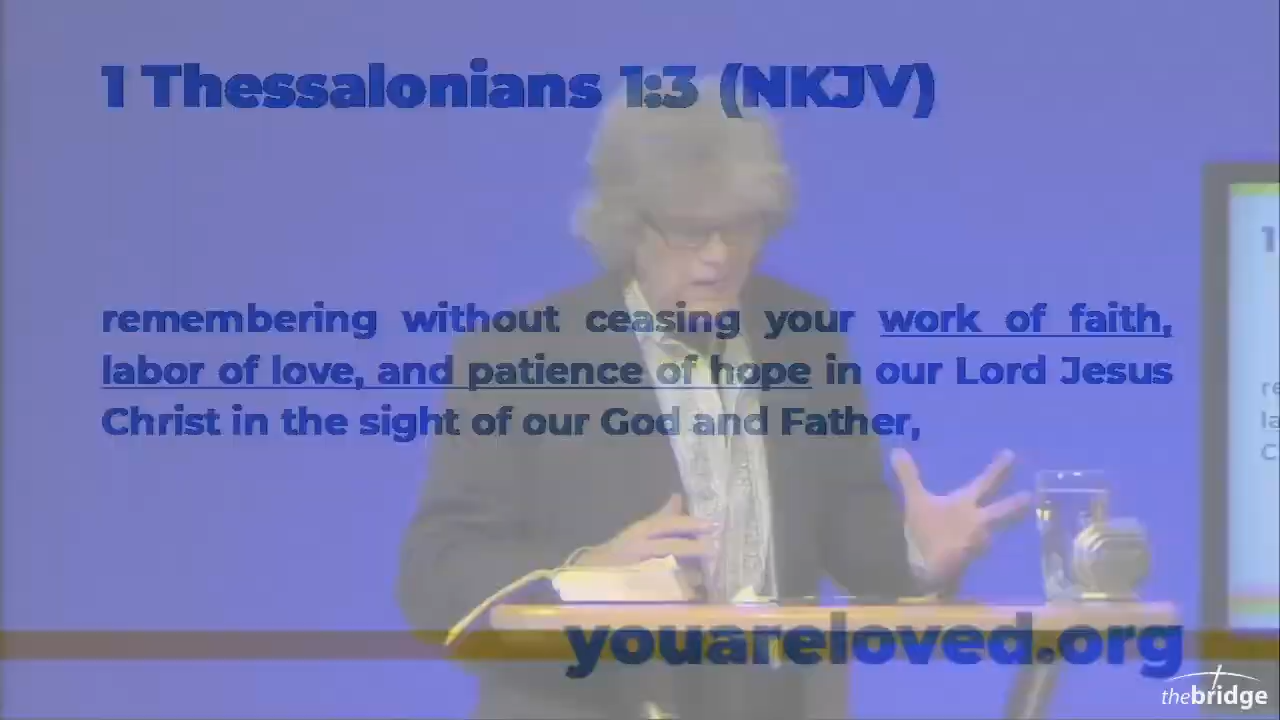 1 Thessalonians 1:3 (NKJV)
remembering without ceasing your work of faith,
labor of love, and patience of hope in our Lord Jesus
Christ in the sight of our God and Father,
youareloved.org
thebridge